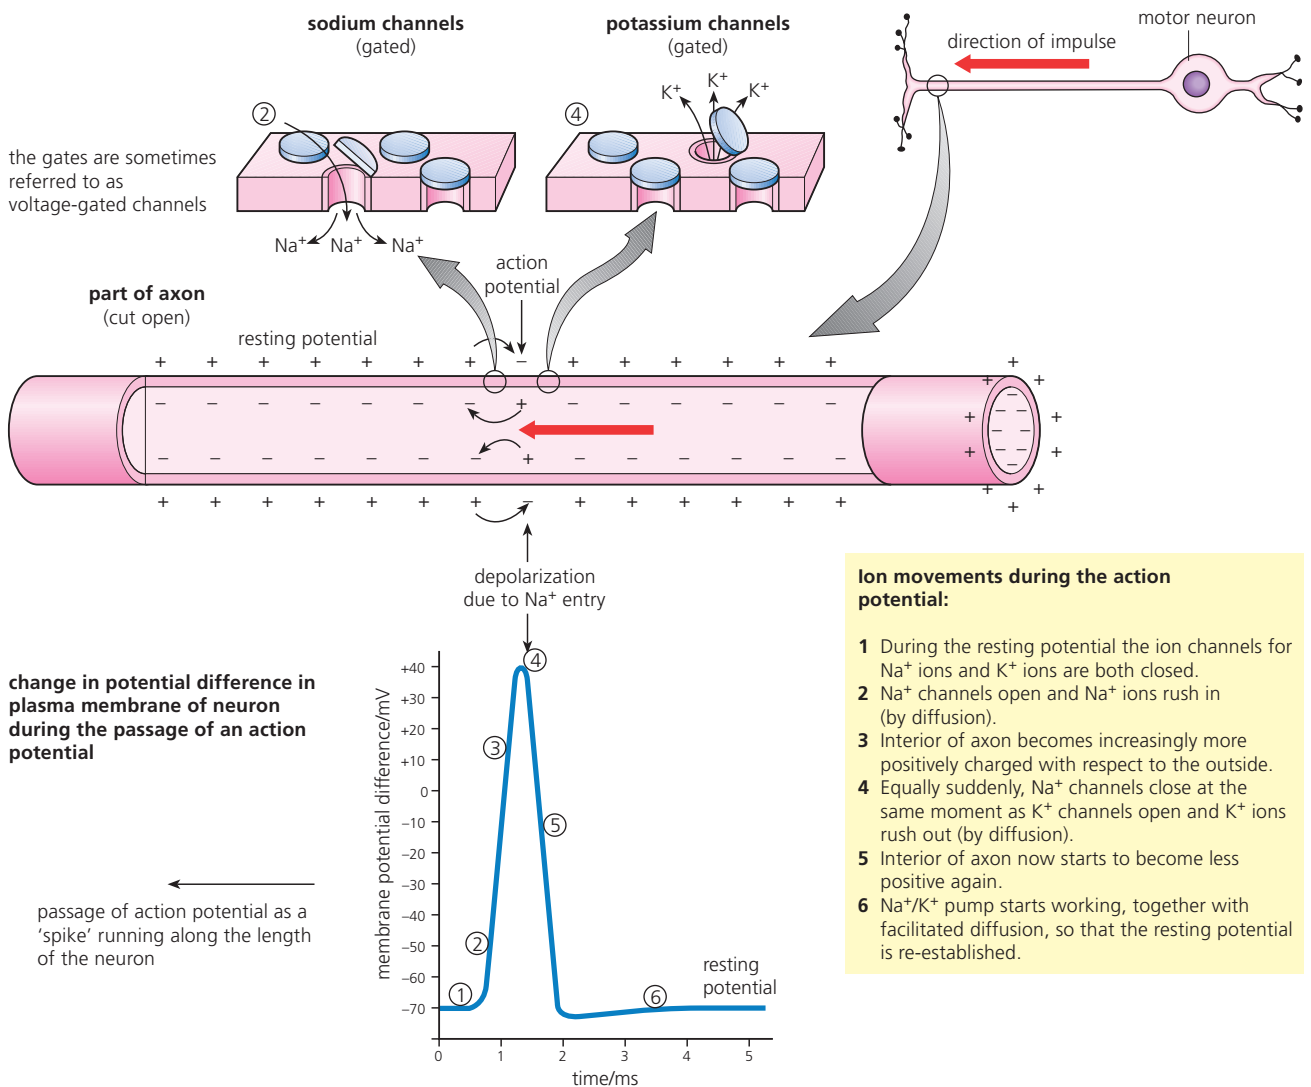 sodium channels
(gated)
potassium channels
(gated)
motor neuron
direction of impulse
2
4
K⁺
K⁺
K⁺
the gates are sometimes
referred to as
voltage-gated channels
Na⁺
Na⁺
Na⁺
action
potential
part of axon
(cut open)
resting potential
+ + + + + + + − + + + + + + +
− − − − − − − + − − − − − −
− − − − − − − + − − − − − −
+ + + + + + + − + + + + + + +
depolarization
due to Na⁺ entry
change in potential difference in
plasma membrane of neuron
during the passage of an action
potential
passage of action potential as a
‘spike’ running along the length
of the neuron
membrane potential difference/mV
+40
+30
+20
+10
0
−10
−20
−30
−40
−50
−60
−70
1
2
3
4
5
6
resting
potential
0 1 2 3 4 5
time/ms
Ion movements during the action
potential:
1 During the resting potential the ion channels for
Na⁺ ions and K⁺ ions are both closed.
2 Na⁺ channels open and Na⁺ ions rush in
(by diffusion).
3 Interior of axon becomes increasingly more
positively charged with respect to the outside.
4 Equally suddenly, Na⁺ channels close at the
same moment as K⁺ channels open and K⁺ ions
rush out (by diffusion).
5 Interior of axon now starts to become less
positive again.
6 Na⁺/K⁺ pump starts working, together with
facilitated diffusion, so that the resting potential
is re-established.